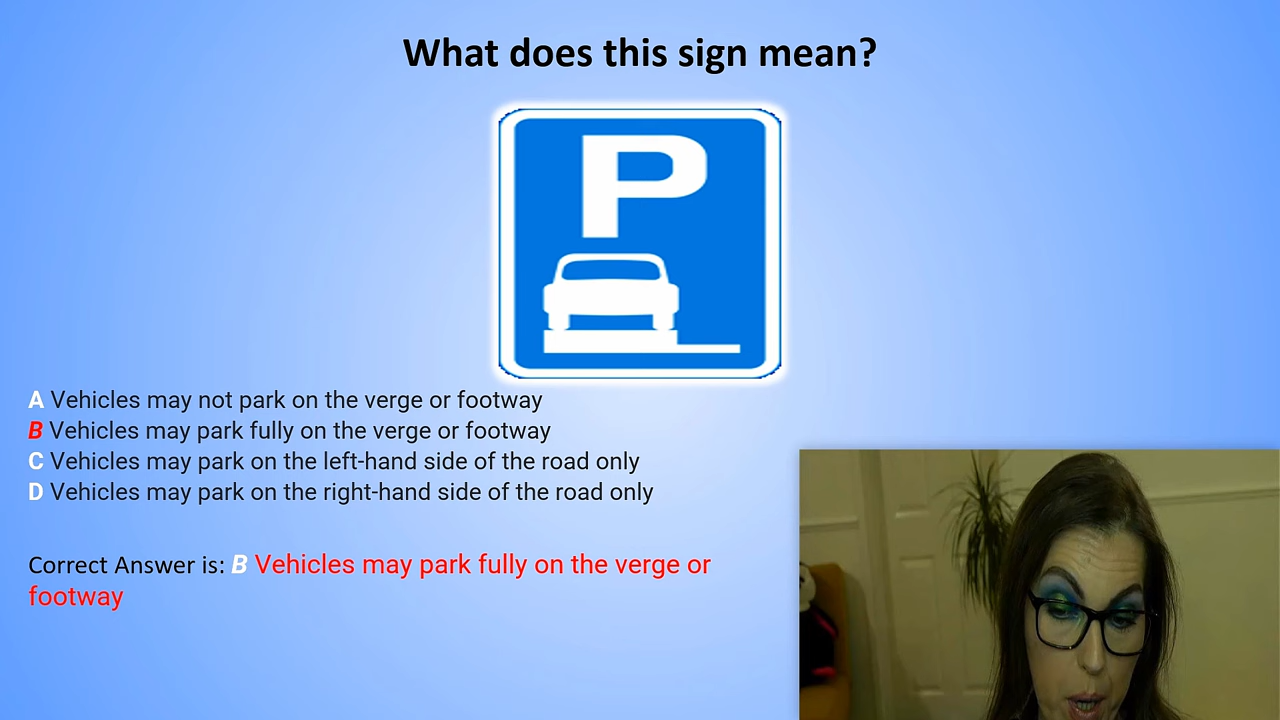 What does this sign mean?
P
A Vehicles may not park on the verge or footway
B Vehicles may park fully on the verge or footway
C Vehicles may park on the left-hand side of the road only
D Vehicles may park on the right-hand side of the road only
Correct Answer is: B Vehicles may park fully on the verge or
footway